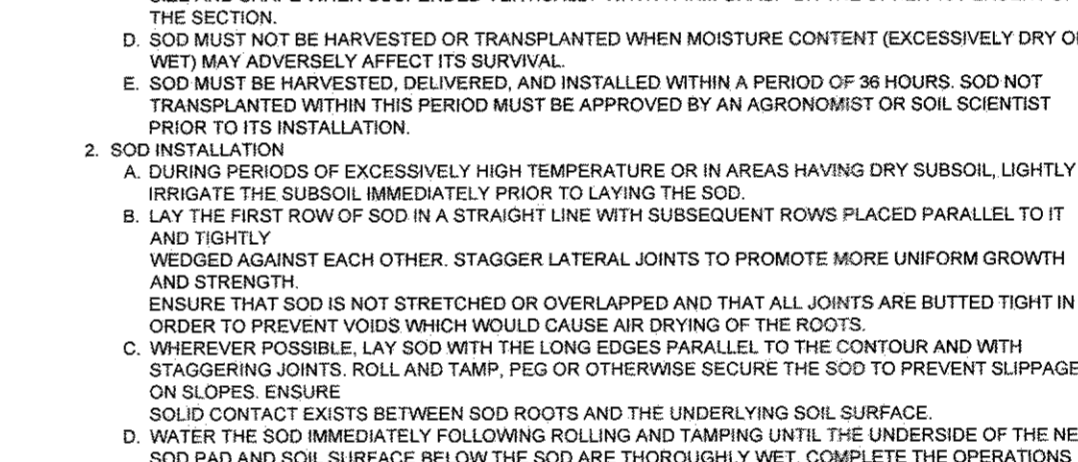 THE SECTION.
D. SOD MUST NOT BE HARVESTED OR TRANSPLANTED WHEN MOISTURE CONTENT (EXCESSIVELY DRY
WET) MAY ADVERSELY AFFECT ITS SURVIVAL.
E. SOD MUST BE HARVESTED, DELIVERED, AND INSTALLED WITHIN A PERIOD OF 36 HOURS. SOD NOT
TRANSPLANTED WITHIN THIS PERIOD MUST BE APPROVED BY AN AGRONOMIST OR SOIL SCIENTIST
PRIOR TO ITS INSTALLATION.
2. SOD INSTALLATION
A. DURING PERIODS OF EXCESSIVELY HIGH TEMPERATURE OR IN AREAS HAVING DRY SUBSOIL, LIGHTLY
IRRIGATE THE SUBSOIL IMMEDIATELY PRIOR TO LAYING THE SOD.
B. LAY THE FIRST ROW OF SOD IN A STRAIGHT LINE WITH SUBSEQUENT ROWS PLACED PARALLEL TO IT
AND TIGHTLY
WEDGED AGAINST EACH OTHER. STAGGER LATERAL JOINTS TO PROMOTE MORE UNIFORM GROWTH
AND STRENGTH.
ENSURE THAT SOD IS NOT STRETCHED OR OVERLAPPED AND THAT ALL JOINTS ARE BUTTED TIGHT IN
ORDER TO PREVENT VOIDS WHICH WOULD CAUSE AIR DRYING OF THE ROOTS.
C. WHEREVER POSSIBLE, LAY SOD WITH THE LONG EDGES PARALLEL TO THE CONTOUR AND WITH
STAGGERING JOINTS. ROLL AND TAMP, PEG OR OTHERWISE SECURE THE SOD TO PREVENT SLIPPAGE
ON SLOPES. ENSURE
SOLID CONTACT EXISTS BETWEEN SOD ROOTS AND THE UNDERLYING SOIL SURFACE.
D. WATER THE SOD IMMEDIATELY FOLLOWING ROLLING AND TAMPING UNTIL THE UNDERSIDE OF THE
SOD PAD AND SOIL SURFACE BELOW THE SOD ARE THOROUGHLY WET. COMPLETE THE OPERATIONS